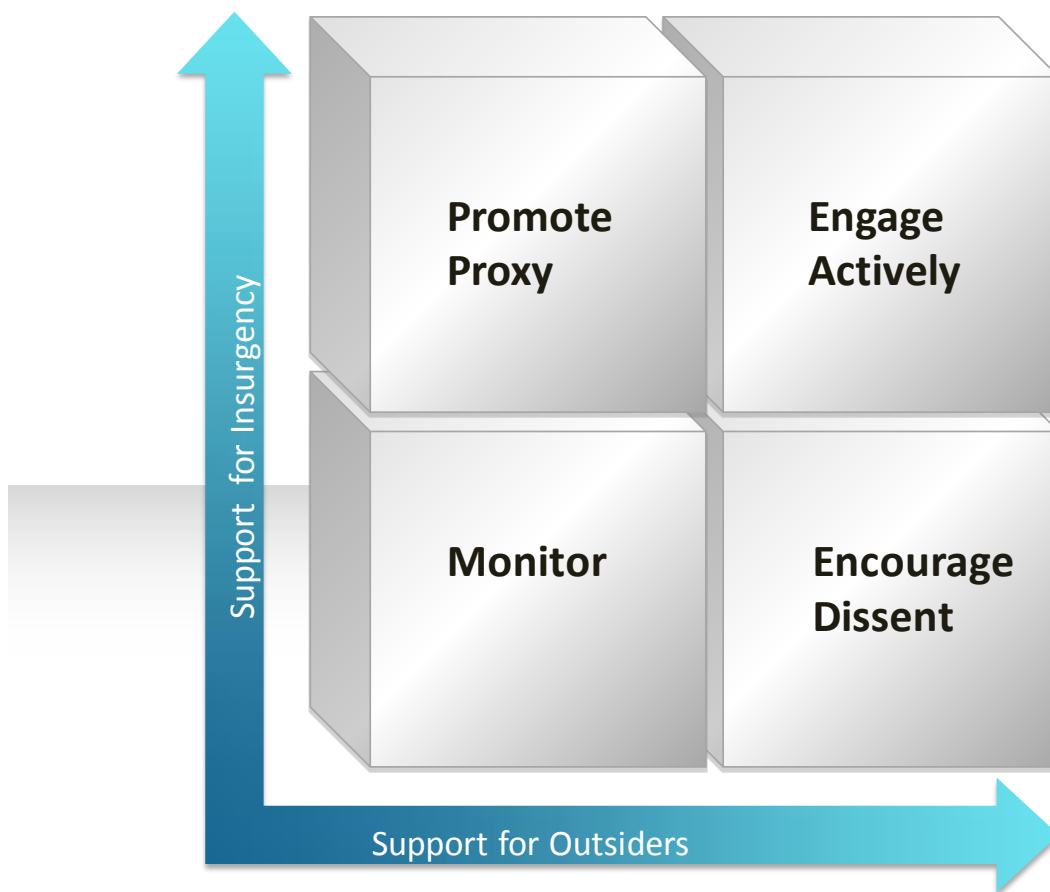 Promote
Proxy
Engage
Actively
Support for Insurgency
Monitor
Encourage
Dissent
Support for Outsiders